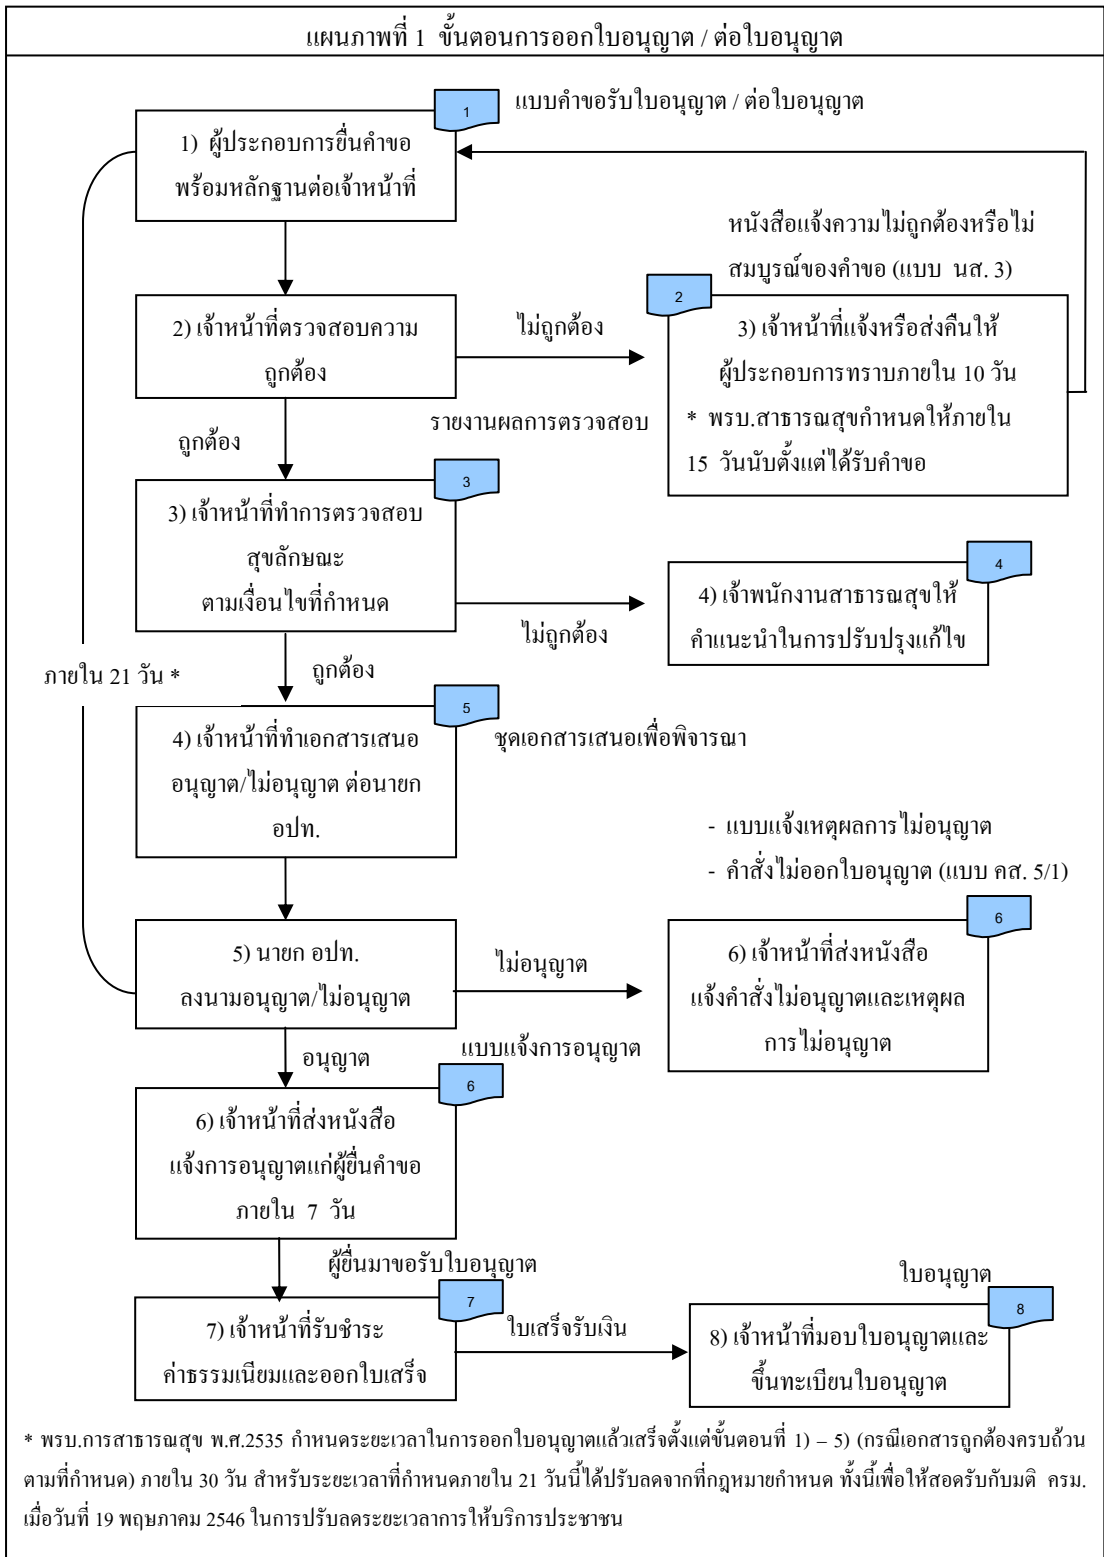 แผนภาพที่ 1 ขั้นตอนการออกใบอนุญาต / ต่อใบอนุญาต
1
แบบคำขอรับใบอนุญาต / ต่อใบอนุญาต
1) ผู้ประกอบการยื่นคำขอ
พร้อมหลักฐานต่อเจ้าหน้าที่
หนังสือแจ้งความไม่ถูกต้องหรือไม่
สมบูรณ์ของคำขอ (แบบ นส. 3)
2
2) เจ้าหน้าที่ตรวจสอบความ
ถูกต้อง
ไม่ถูกต้อง
3) เจ้าหน้าที่แจ้งหรือส่งคืนให้
ผู้ประกอบการทราบภายใน 10 วัน
* พรบ.สาธารณสุขกำหนดให้ภายใน
15 วันนับตั้งแต่ได้รับคำขอ
รายงานผลการตรวจสอบ
ถูกต้อง
3
3) เจ้าหน้าที่ทำการตรวจสอบ
สุขลักษณะ
ตามเงื่อนไขที่กำหนด
ไม่ถูกต้อง
4
4) เจ้าพนักงานสาธารณสุขให้
คำแนะนำในการปรับปรุงแก้ไข
ภายใน 21 วัน *
ถูกต้อง
5
ชุดเอกสารเสนอเพื่อพิจารณา
4) เจ้าหน้าที่ทำเอกสารเสนอ
อนุญาต/ไม่อนุญาต ต่อนายก
อปท.
- แบบแจ้งเหตุผลการไม่อนุญาต
- คำสั่งไม่ออกใบอนุญาต (แบบ คส. 5/1)
6
5) นายก อปท.
ลงนามอนุญาต/ไม่อนุญาต
ไม่อนุญาต
6) เจ้าหน้าที่ส่งหนังสือ
แจ้งคำสั่งไม่อนุญาตและเหตุผล
การไม่อนุญาต
อนุญาต
แบบแจ้งการอนุญาต
6
6) เจ้าหน้าที่ส่งหนังสือ
แจ้งการอนุญาตแก่ผู้ยื่นคำขอ
ภายใน 7 วัน
ผู้ยื่นมาขอรับใบอนุญาต
7
7) เจ้าหน้าที่รับชำระ
ค่าธรรมเนียมและออกใบเสร็จ
ใบเสร็จรับเงิน
ใบอนุญาต
8
8) เจ้าหน้าที่มอบใบอนุญาตและ
ขึ้นทะเบียนใบอนุญาต
* พรบ.การสาธารณสุข พ.ศ.2535 กำหนดระยะเวลาในการออกใบอนุญาตแล้วเสร็จตั้งแต่ขั้นตอนที่ 1) – 5) (กรณีเอกสารถูกต้องครบถ้วน
ตามที่กำหนด) ภายใน 30 วัน สำหรับระยะเวลาที่กำหนดภายใน 21 วันนี้ได้ปรับลดจากที่กฎหมายกำหนด ทั้งนี้เพื่อให้สอดรับกับมติ ครม.
เมื่อวันที่ 19 พฤษภาคม 2546 ในการปรับลดระยะเวลาการให้บริการประชาชน